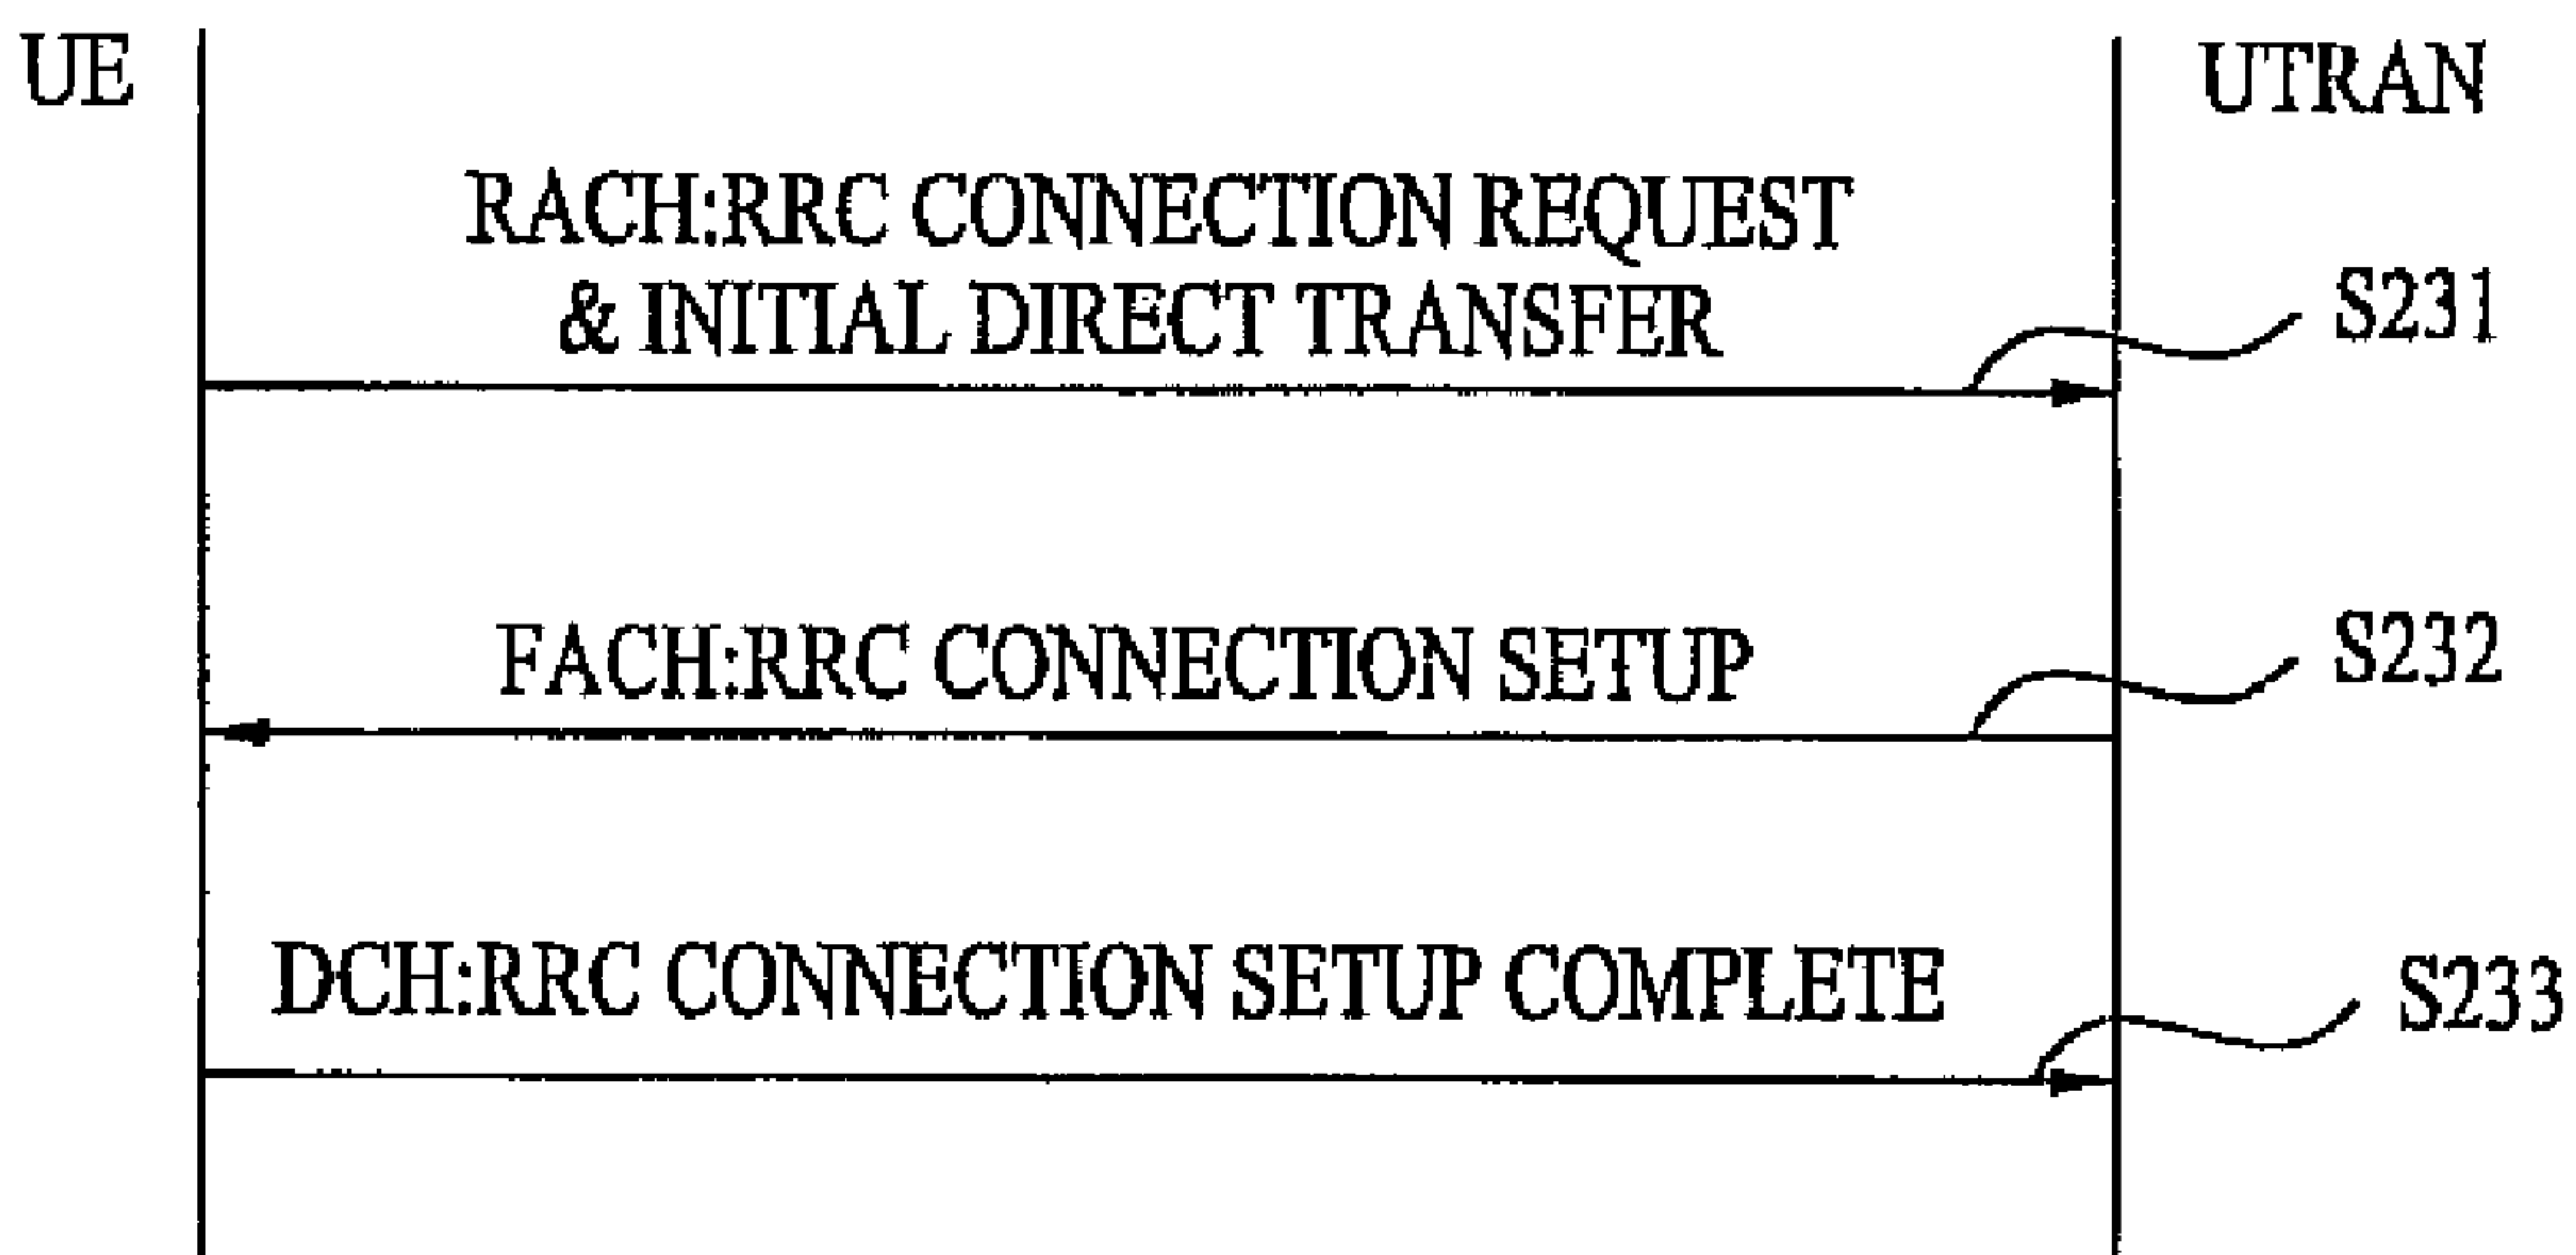 UE
UTRAN
RACH:RRC CONNECTION REQUEST
& INITIAL DIRECT TRANSFER
S231
FACH:RRC CONNECTION SETUP
S232
DCH:RRC CONNECTION SETUP COMPLETE
S233